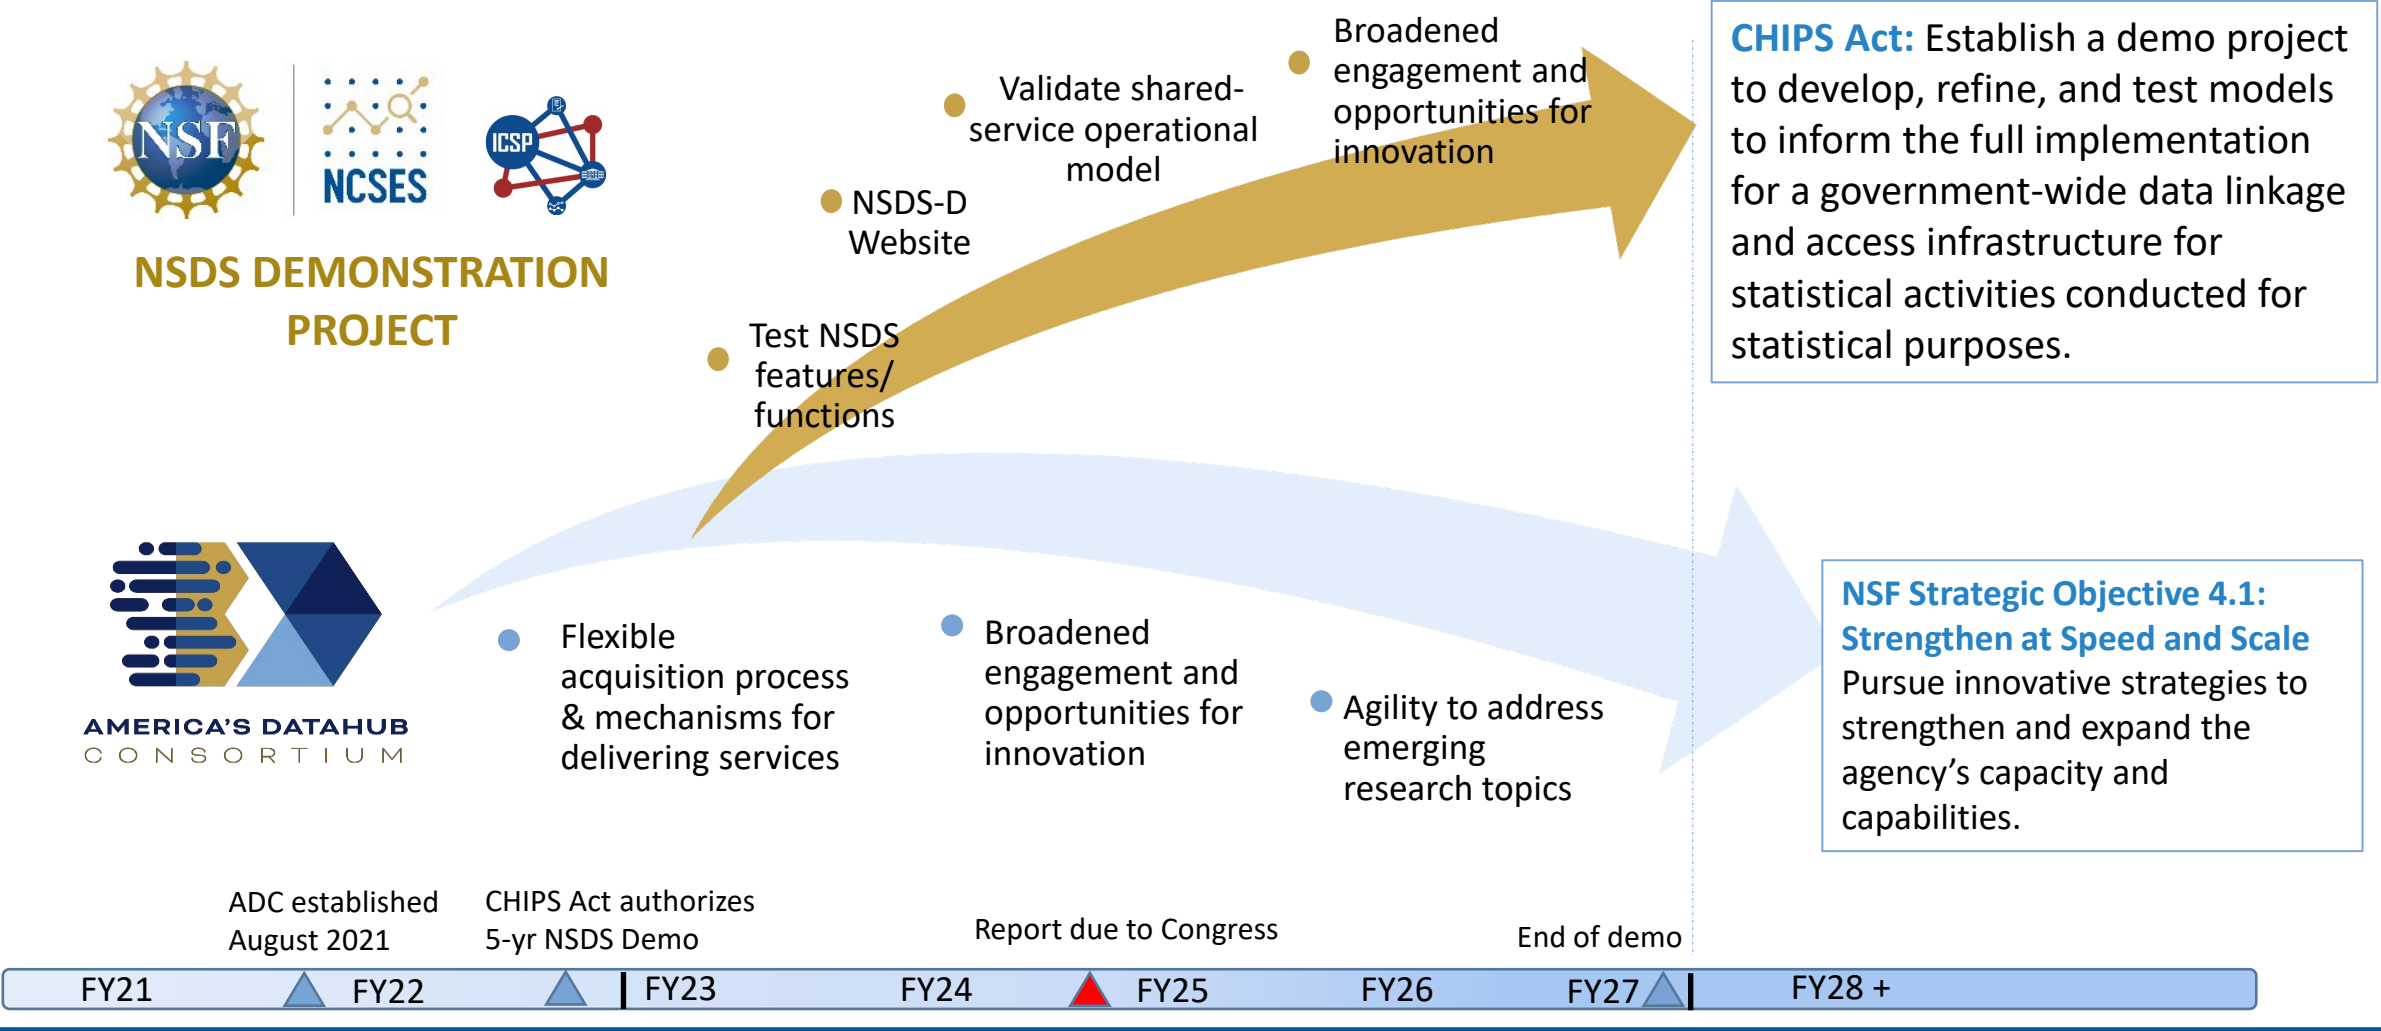 NSF
NCSES
ICSP
NSDS DEMONSTRATION
PROJECT
Test NSDS
features/
functions
NSDS-D
Website
Validate shared-
service operational
model
Broadened
engagement and
opportunities for
innovation
CHIPS Act: Establish a demo project
to develop, refine, and test models
to inform the full implementation
for a government-wide data linkage
and access infrastructure for
statistical activities conducted for
statistical purposes.
AMERICA'S DATAHUB
CONSORTIUM
Flexible
acquisition process
& mechanisms for
delivering services
Broadened
engagement and
opportunities for
innovation
Agility to address
emerging
research topics
NSF Strategic Objective 4.1:
Strengthen at Speed and Scale
Pursue innovative strategies to
strengthen and expand the
agency’s capacity and
capabilities.
ADC established
August 2021
CHIPS Act authorizes
5-yr NSDS Demo
Report due to Congress
End of demo
FY21
FY22
FY23
FY24
FY25
FY26
FY27
FY28 +